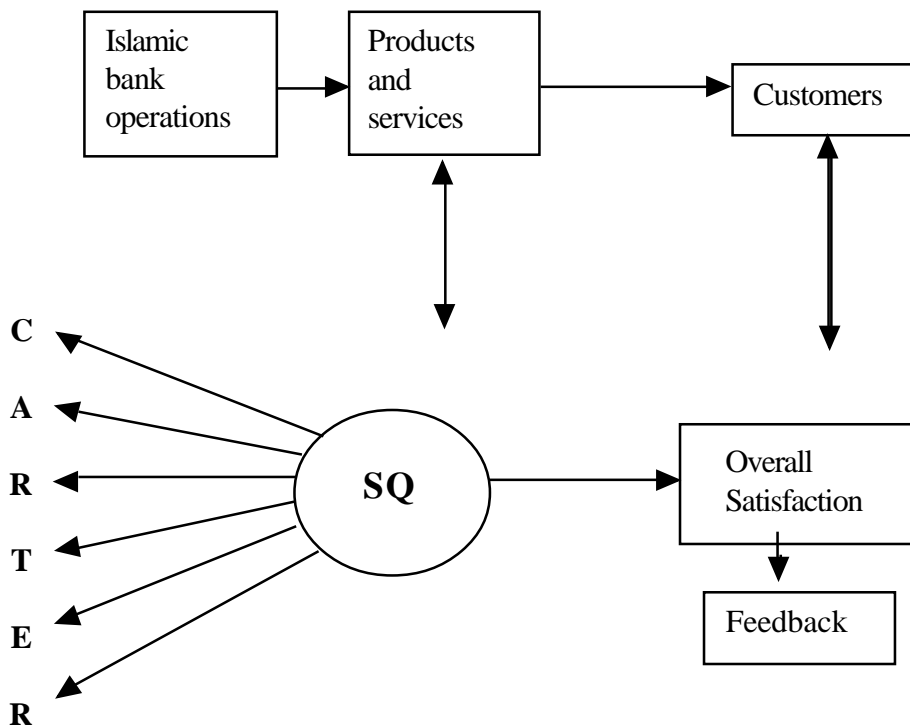 Islamic
bank
operations
Products
and
services
Customers
C
A
R
T
E
R
SQ
Overall
Satisfaction
Feedback